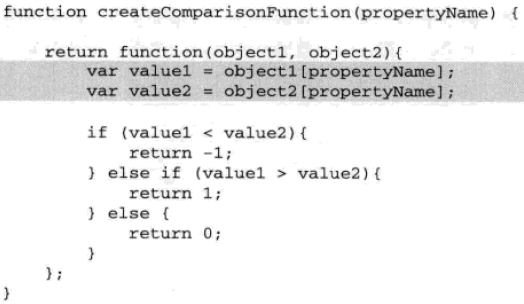 function createComparisonFunction(propertyName) {
return function(object1, object2){
var value1 = object1[propertyName];
var value2 = object2[propertyName];
if (value1 < value2){
return -1;
} else if (value1 > value2){
return 1;
} else {
return 0;
}
};
}